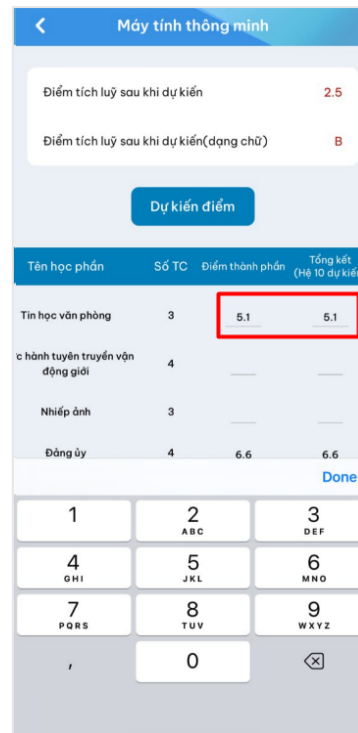 Máy tính thông minh
Điểm tích luỹ sau khi dự kiến 2.5
Điểm tích luỹ sau khi dự kiến(dạng chữ) B
Dự kiến điểm
Tên học phần Số TC Điểm thành phần Tổng kết
(Hệ 10 dự kiến
Tin học văn phòng 3 5.1 5.1
c hành tuyên truyền vận
động giới 4
Nhiếp ảnh 3
Đảng ủy 4 6.6 6.6
Done
1 2 3
ABC DEF
4 5 6
GHI JKL MNO
7 8 9
PQRS TUV WXYZ
, 0